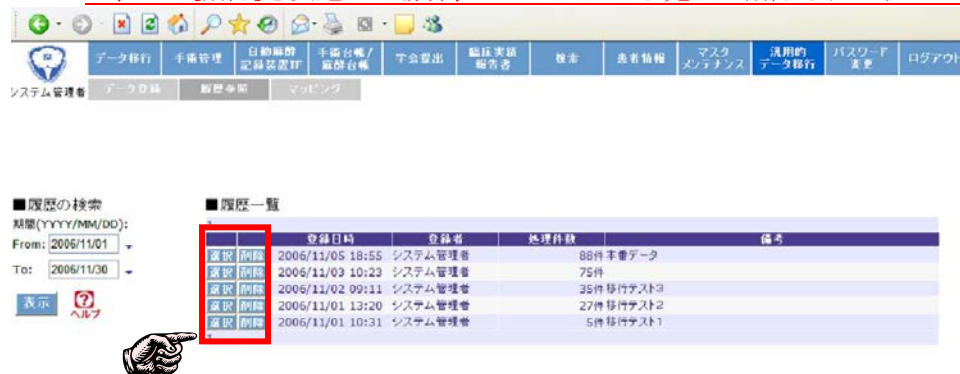 データ移行 手術管理 自動麻酔記録装置IF 手術台帳/麻酔台帳 学会提出 臨床実績報告書 検索 患者情報 マスタメンテナンス 汎用的データ移行 パスワード変更 ログアウト
システム管理者 データ登録 履歴参照 マッピング
■履歴の検索
期間(YYYY/MM/DD):
From: 2006/11/01
To: 2006/11/30
表示 ヘルプ
■履歴一覧
1
登録日時 登録者 処理件数 備考
選択 削除 2006/11/05 18:55 システム管理者 88件 本番データ
選択 削除 2006/11/03 10:23 システム管理者 75件
選択 削除 2006/11/02 09:11 システム管理者 35件 移行テスト3
選択 削除 2006/11/01 13:20 システム管理者 27件 移行テスト2
選択 削除 2006/11/01 10:31 システム管理者 5件 移行テスト1
1